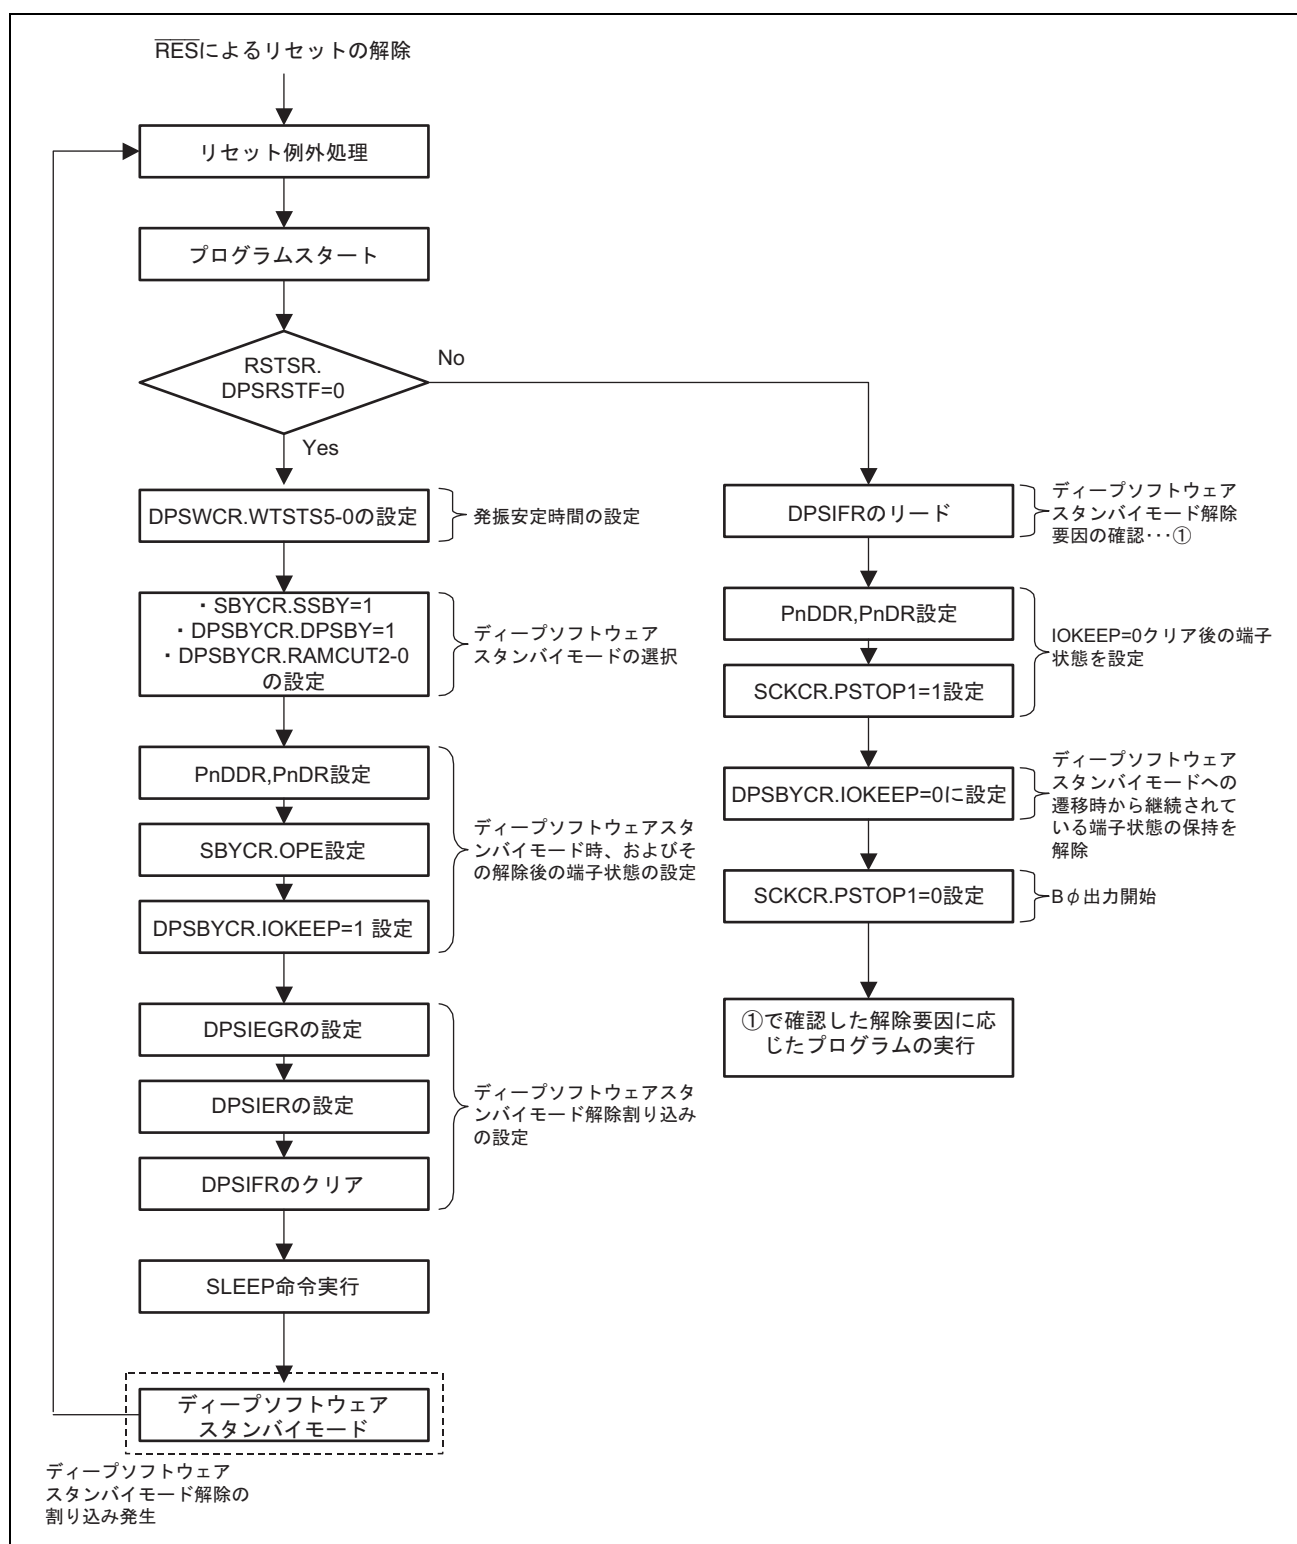 RESによるリセットの解除
リセット例外処理
プログラムスタート
RSTSR.
DPSRSTF=0
No
Yes
DPSWCR.WTSTS5-0の設定
発振安定時間の設定
・SBYCR.SSBY=1
・DPSBYCR.DPSBY=1
・DPSBYCR.RAMCUT2-0
の設定
ディープソフトウェア
スタンバイモードの選択
PnDDR,PnDR設定
SBYCR.OPE設定
DPSBYCR.IOKEEP=1 設定
ディープソフトウェアスタ
ンバイモード時、およびそ
の解除後の端子状態の設定
DPSIEGRの設定
DPSIERの設定
DPSIFRのクリア
ディープソフトウェアスタ
ンバイモード解除割り込み
の設定
SLEEP命令実行
ディープソフトウェア
スタンバイモード
ディープソフトウェア
スタンバイモード解除の
割り込み発生
DPSIFRのリード
ディープソフトウェア
スタンバイモード解除
要因の確認･･･①
PnDDR,PnDR設定
SCKCR.PSTOP1=1設定
IOKEEP=0クリア後の端子
状態を設定
DPSBYCR.IOKEEP=0に設定
ディープソフトウェア
スタンバイモードへの
遷移時から継続されて
いる端子状態の保持を
解除
SCKCR.PSTOP1=0設定
Bφ出力開始
①で確認した解除要因に応
じたプログラムの実行